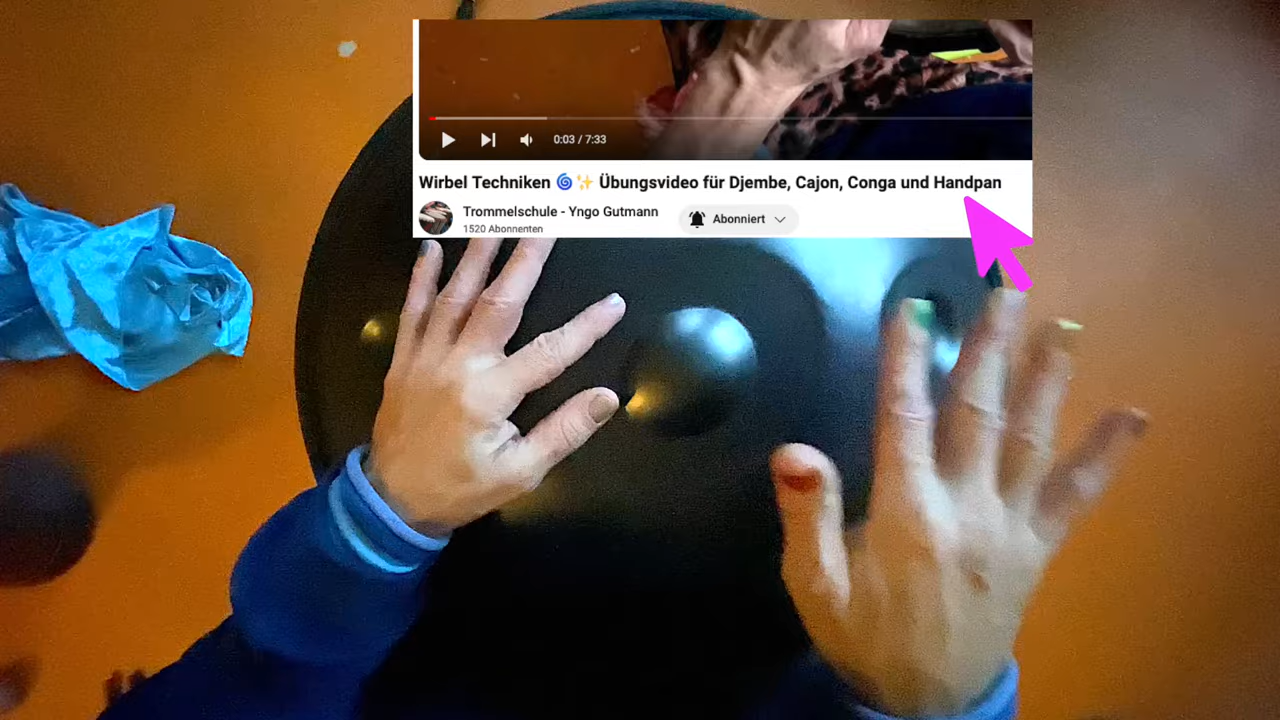 0:03 / 7:33
Wirbel Techniken 🌀✨ Übungsvideo für Djembe, Cajon, Conga und Handpan
Trommelschule - Yngo Gutmann
Abonniert
1520 Abonnenten